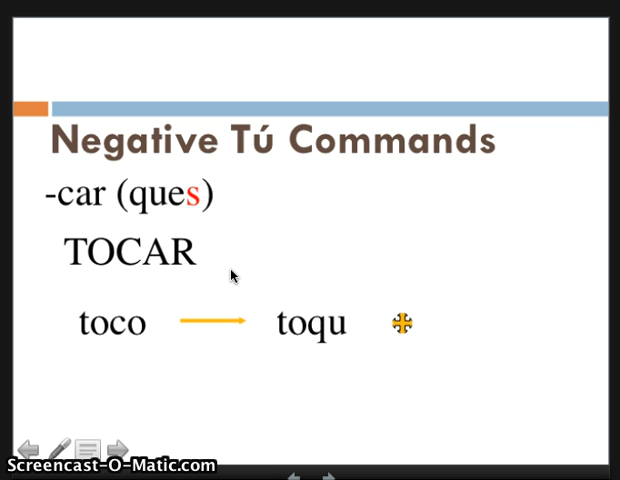 Negative Tú Commands
-car (ques)
TOCAR
toco toqu
Screencast-O-Matic.com